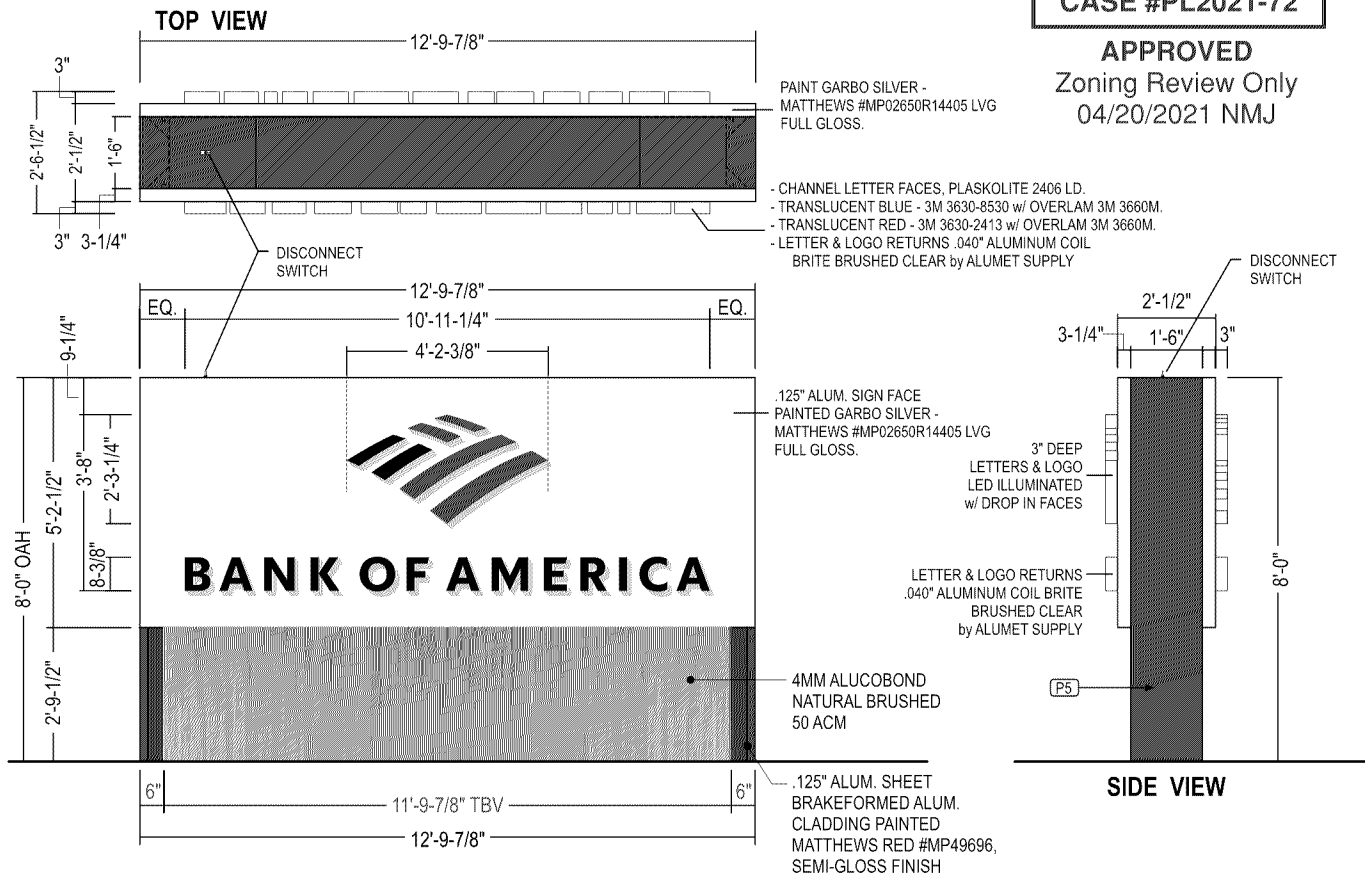 CASE #PL2021-72
APPROVED
Zoning Review Only
04/20/2021 NMJ
TOP VIEW
12'-9-7/8"
3"
2'-6-1/2"
2'-1/2"
1'-6"
3"
3-1/4"
PAINT GARBO SILVER -
MATTHEWS #MP02650R14405 LVG
FULL GLOSS.
- CHANNEL LETTER FACES, PLASKOLITE 2406 LD.
- TRANSLUCENT BLUE - 3M 3630-8530 w/ OVERLAM 3M 3660M.
- TRANSLUCENT RED - 3M 3630-2413 w/ OVERLAM 3M 3660M.
- LETTER & LOGO RETURNS .040" ALUMINUM COIL
BRITE BRUSHED CLEAR by ALUMET SUPPLY
DISCONNECT
SWITCH
12'-9-7/8"
EQ.
10'-11-1/4"
EQ.
4'-2-3/8"
9-1/4"
8'-0" OAH
5'-2-1/2"
3'-8"
2'-3-1/4"
8-3/8"
2'-9-1/2"
BANK OF AMERICA
.125" ALUM. SIGN FACE
PAINTED GARBO SILVER -
MATTHEWS #MP02650R14405 LVG
FULL GLOSS.
4MM ALUCOBOND
NATURAL BRUSHED
50 ACM
.125" ALUM. SHEET
BRAKEFORMED ALUM.
CLADDING PAINTED
MATTHEWS RED #MP49696,
SEMI-GLOSS FINISH
6"
11'-9-7/8" TBV
6"
12'-9-7/8"
DISCONNECT
SWITCH
2'-1/2"
3-1/4"
1'-6"
3"
3" DEEP
LETTERS & LOGO
LED ILLUMINATED
w/ DROP IN FACES
LETTER & LOGO RETURNS
.040" ALUMINUM COIL BRITE
BRUSHED CLEAR
by ALUMET SUPPLY
8'-0"
P5
SIDE VIEW